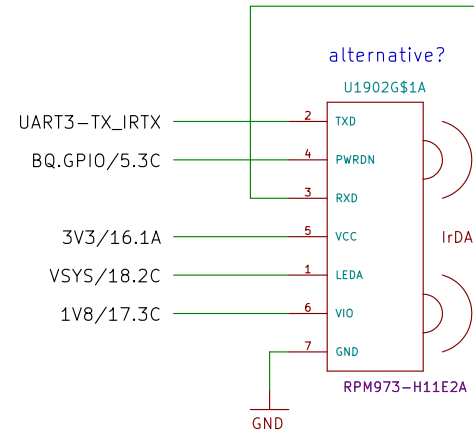 alternative?
U1902G$1A
UART3-TX_IRTX 2 TXD
BQ.GPIO/5.3C 4 PWRDN
3 RXD
3V3/16.1A 5 VCC IrDA
VSYS/18.2C 1 LEDA
1V8/17.3C 6 VIO
7 GND
RPM973-H11E2A
GND